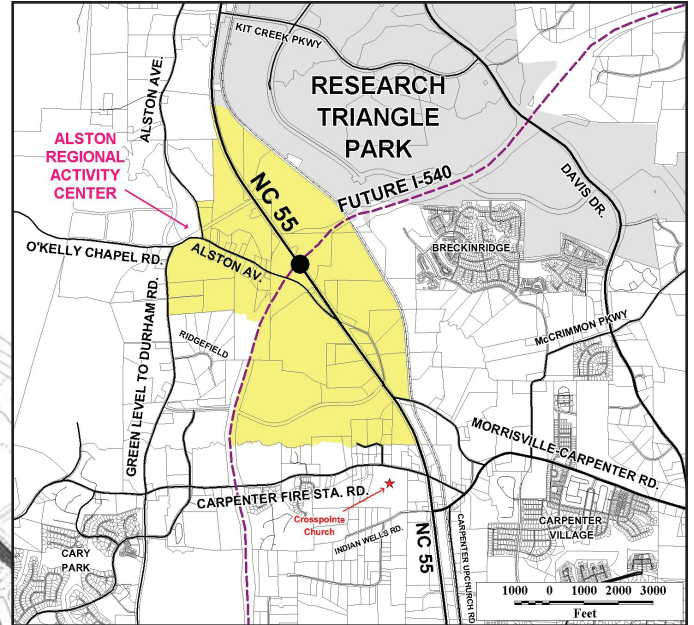 KIT CREEK PKWY
RESEARCH
TRIANGLE
PARK
ALSTON AVE.
ALSTON
REGIONAL
ACTIVITY
CENTER
NC 55
FUTURE I-540
DAVIS DR.
O'KELLY CHAPEL RD.
ALSTON AV.
BRECKINRIDGE
GREEN LEVEL TO DURHAM RD.
RIDGEFIELD
McCRIMMON PKWY
MORRISVILLE-CARPENTER RD.
CARPENTER FIRE STA. RD.
Crosspointe
Church
INDIAN WELLS RD.
NC 55
CARPENTER UPCHURCH RD
CARPENTER
VILLAGE
CARY
PARK
1000 0 1000 2000 3000
Feet